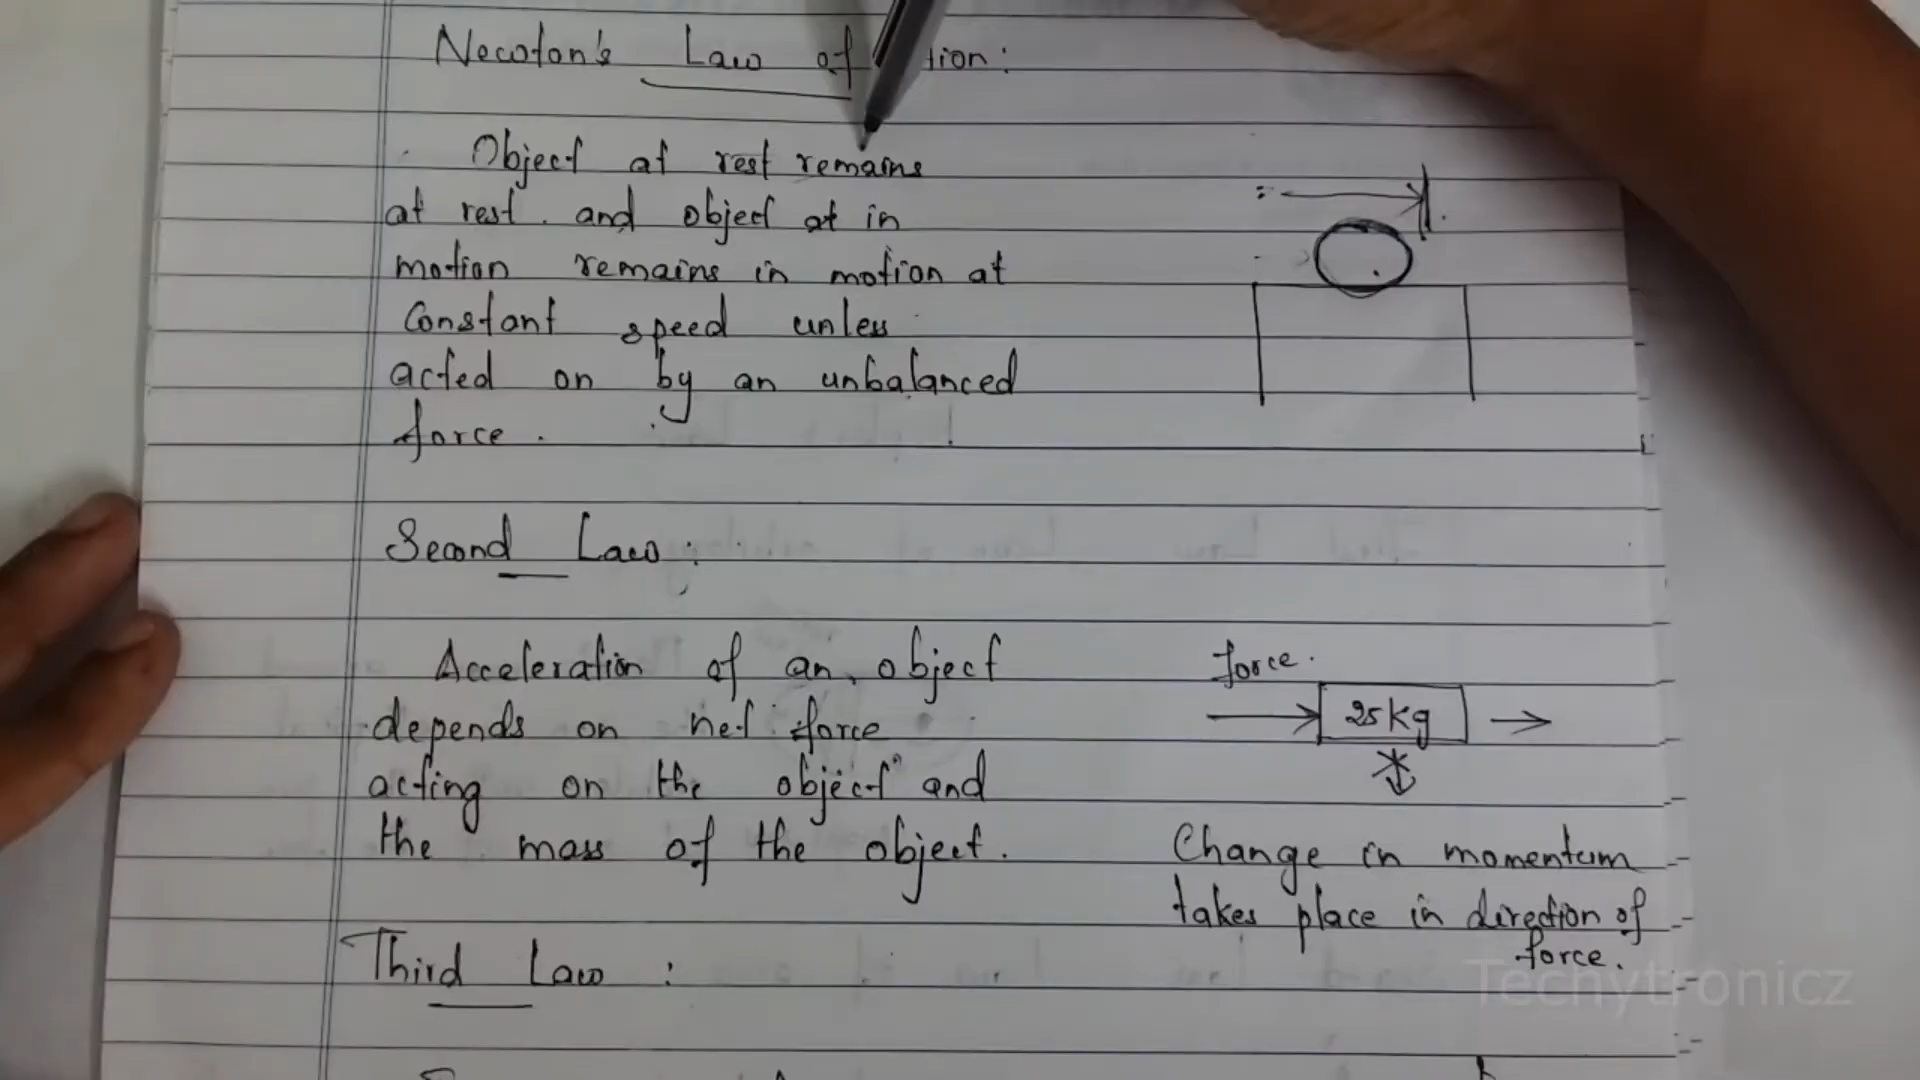 Newton's Law of tion:
Object at rest remains
at rest. and object at in
motion remains in motion at
Constant speed unless
acted on by an unbalanced
force.
Second Law:
Acceleration of an object
depends on net force
acting on the object and
the mass of the object.
force.
25kg
Change in momentum
takes place in direction of
force.
Third Law :
Techytronicz